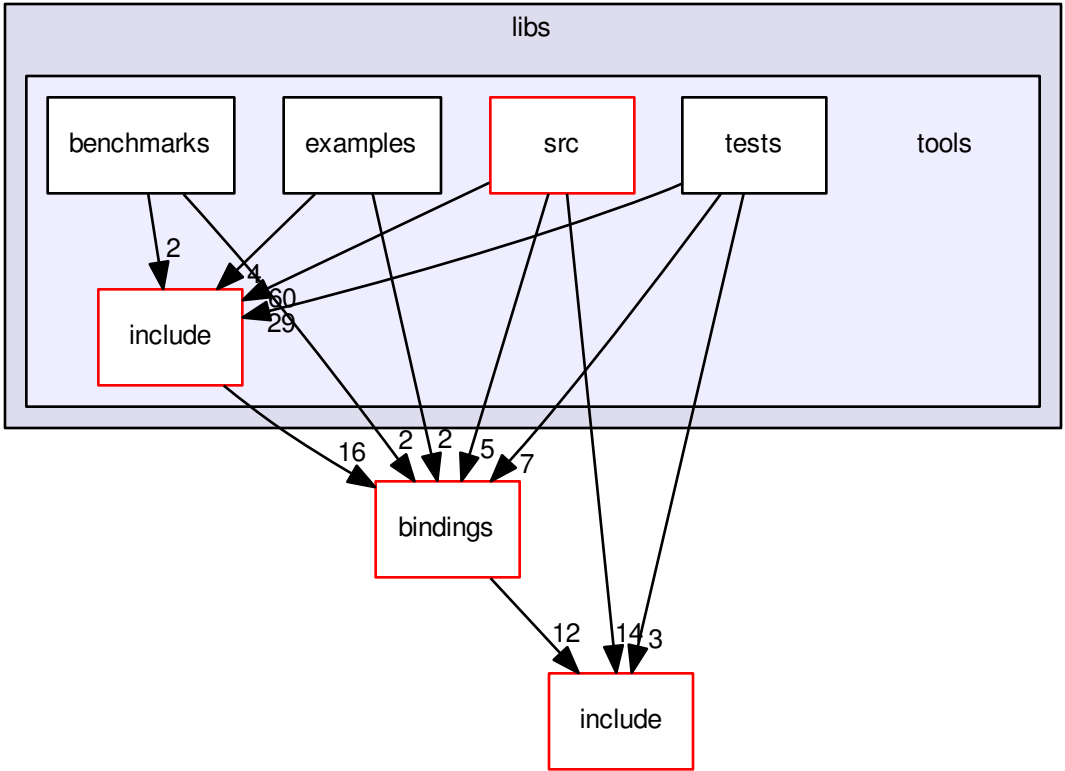 libs
benchmarks
examples
src
tests
tools
2
4
60
29
include
16
2
2
5
7
bindings
12
14
3
include